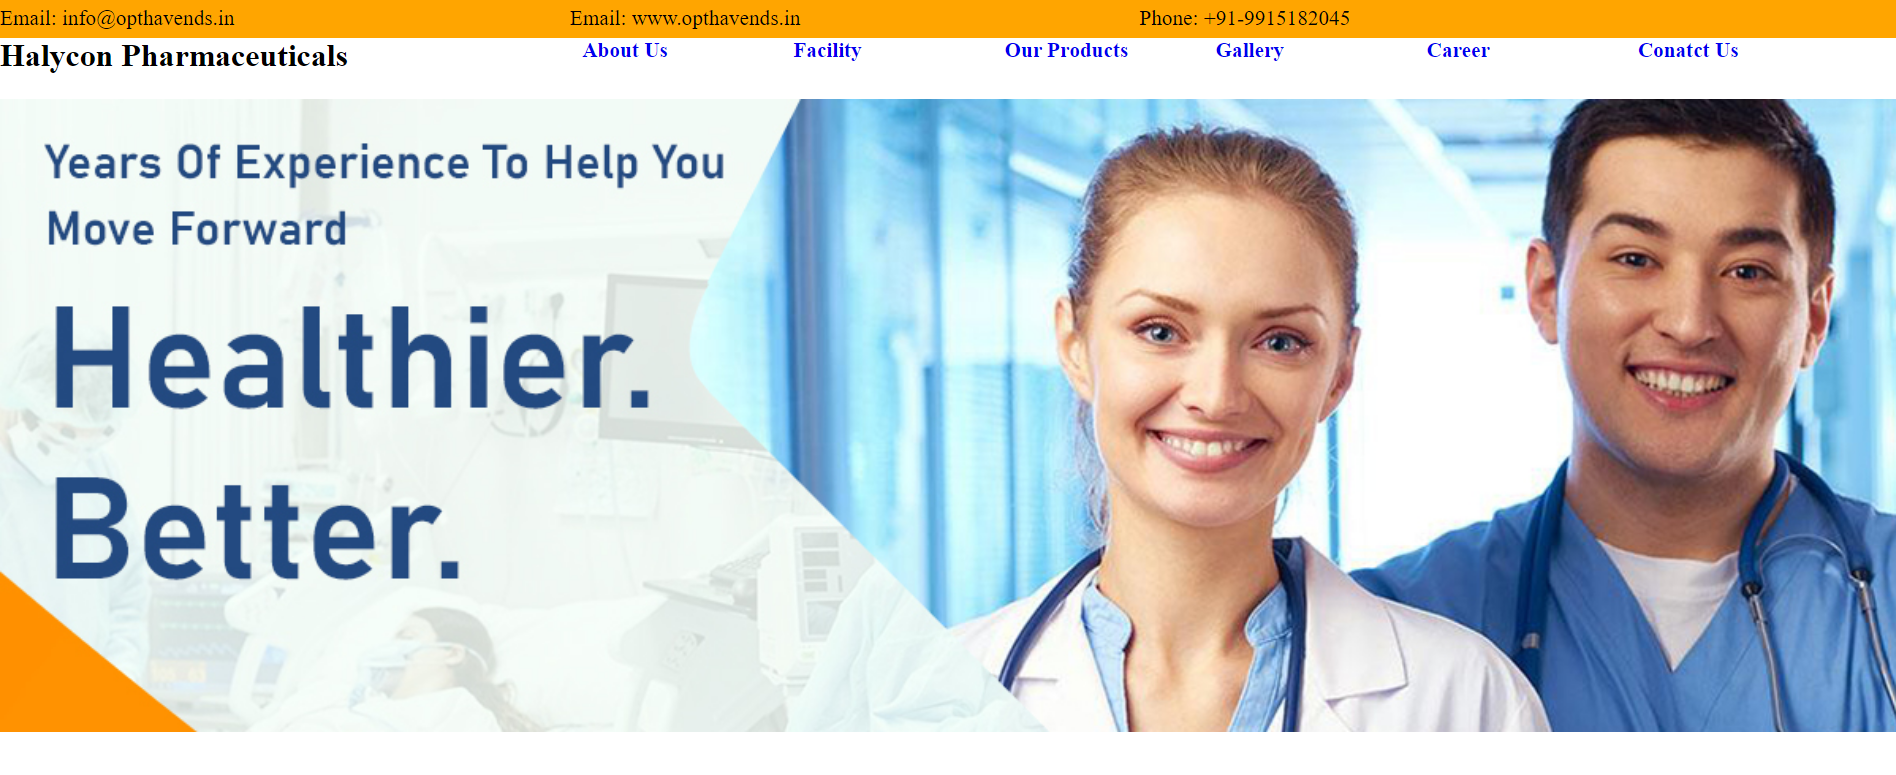 Email: info@opthavends.in Email: www.opthavends.in Phone: +91-9915182045
Halycon Pharmaceuticals About Us Facility Our Products Gallery Career Conatct Us
Years Of Experience To Help You
Move Forward
Healthier.
Better.